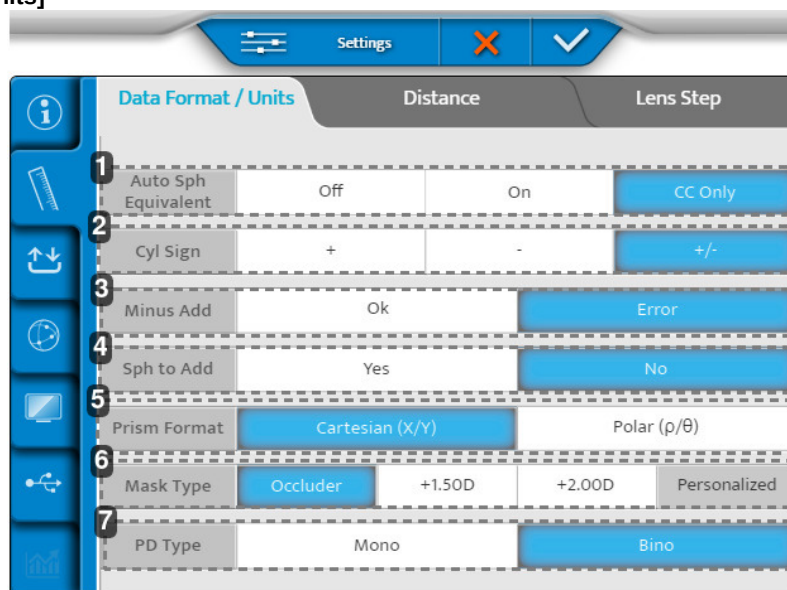 its]
Settings
Data Format / Units Distance Lens Step
1
Auto Sph Equivalent Off On CC Only
2
Cyl Sign + - +/-
3
Minus Add Ok Error
4
Sph to Add Yes No
5
Prism Format Cartesian (X/Y) Polar (ρ/θ)
6
Mask Type Occluder +1.50D +2.00D Personalized
7
PD Type Mono Bino